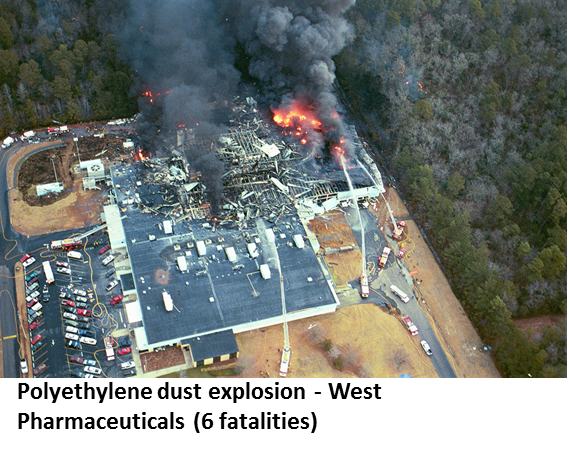 Polyethylene dust explosion - West
Pharmaceuticals (6 fatalities)